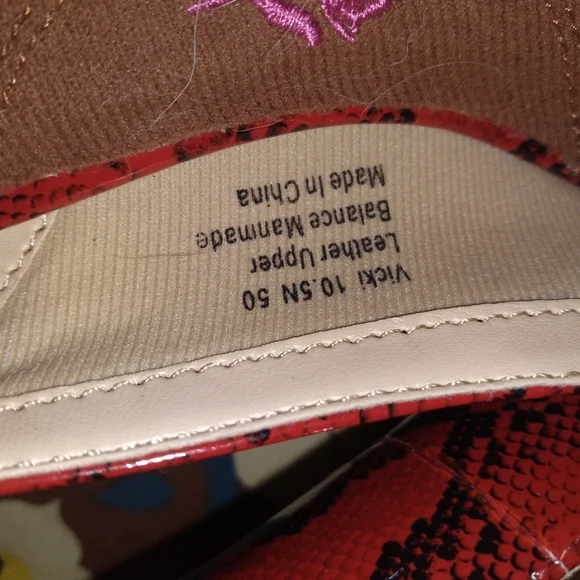 Vicki 10.5N 50
Leather Upper
Balance Manmade
Made In China